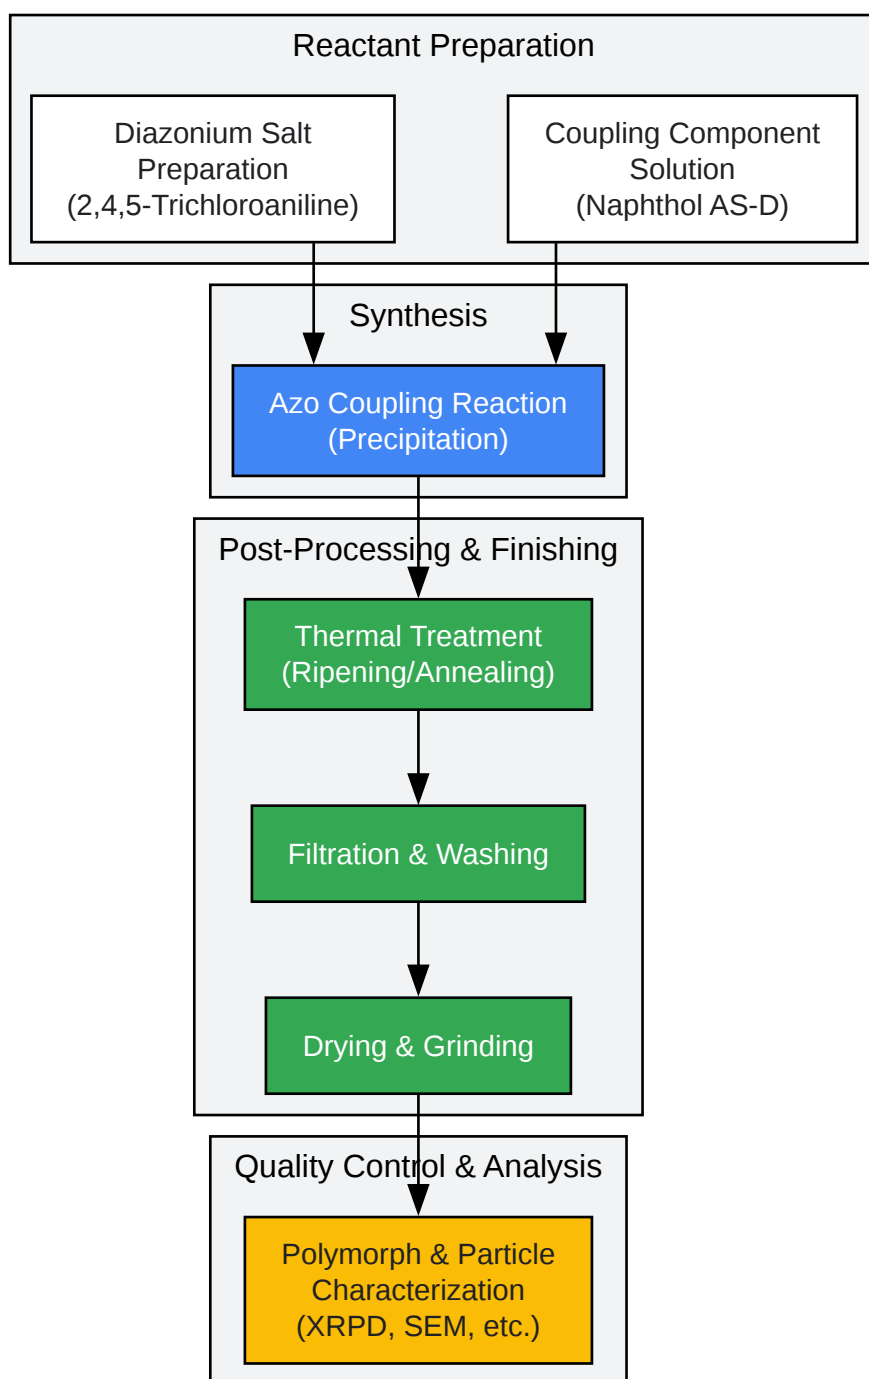 Reactant Preparation
Diazonium Salt
Preparation
(2,4,5-Trichloroaniline)
Coupling Component
Solution
(Naphthol AS-D)
Synthesis
Azo Coupling Reaction
(Precipitation)
Post-Processing & Finishing
Thermal Treatment
(Ripening/Annealing)
Filtration & Washing
Drying & Grinding
Quality Control & Analysis
Polymorph & Particle
Characterization
(XRPD, SEM, etc.)